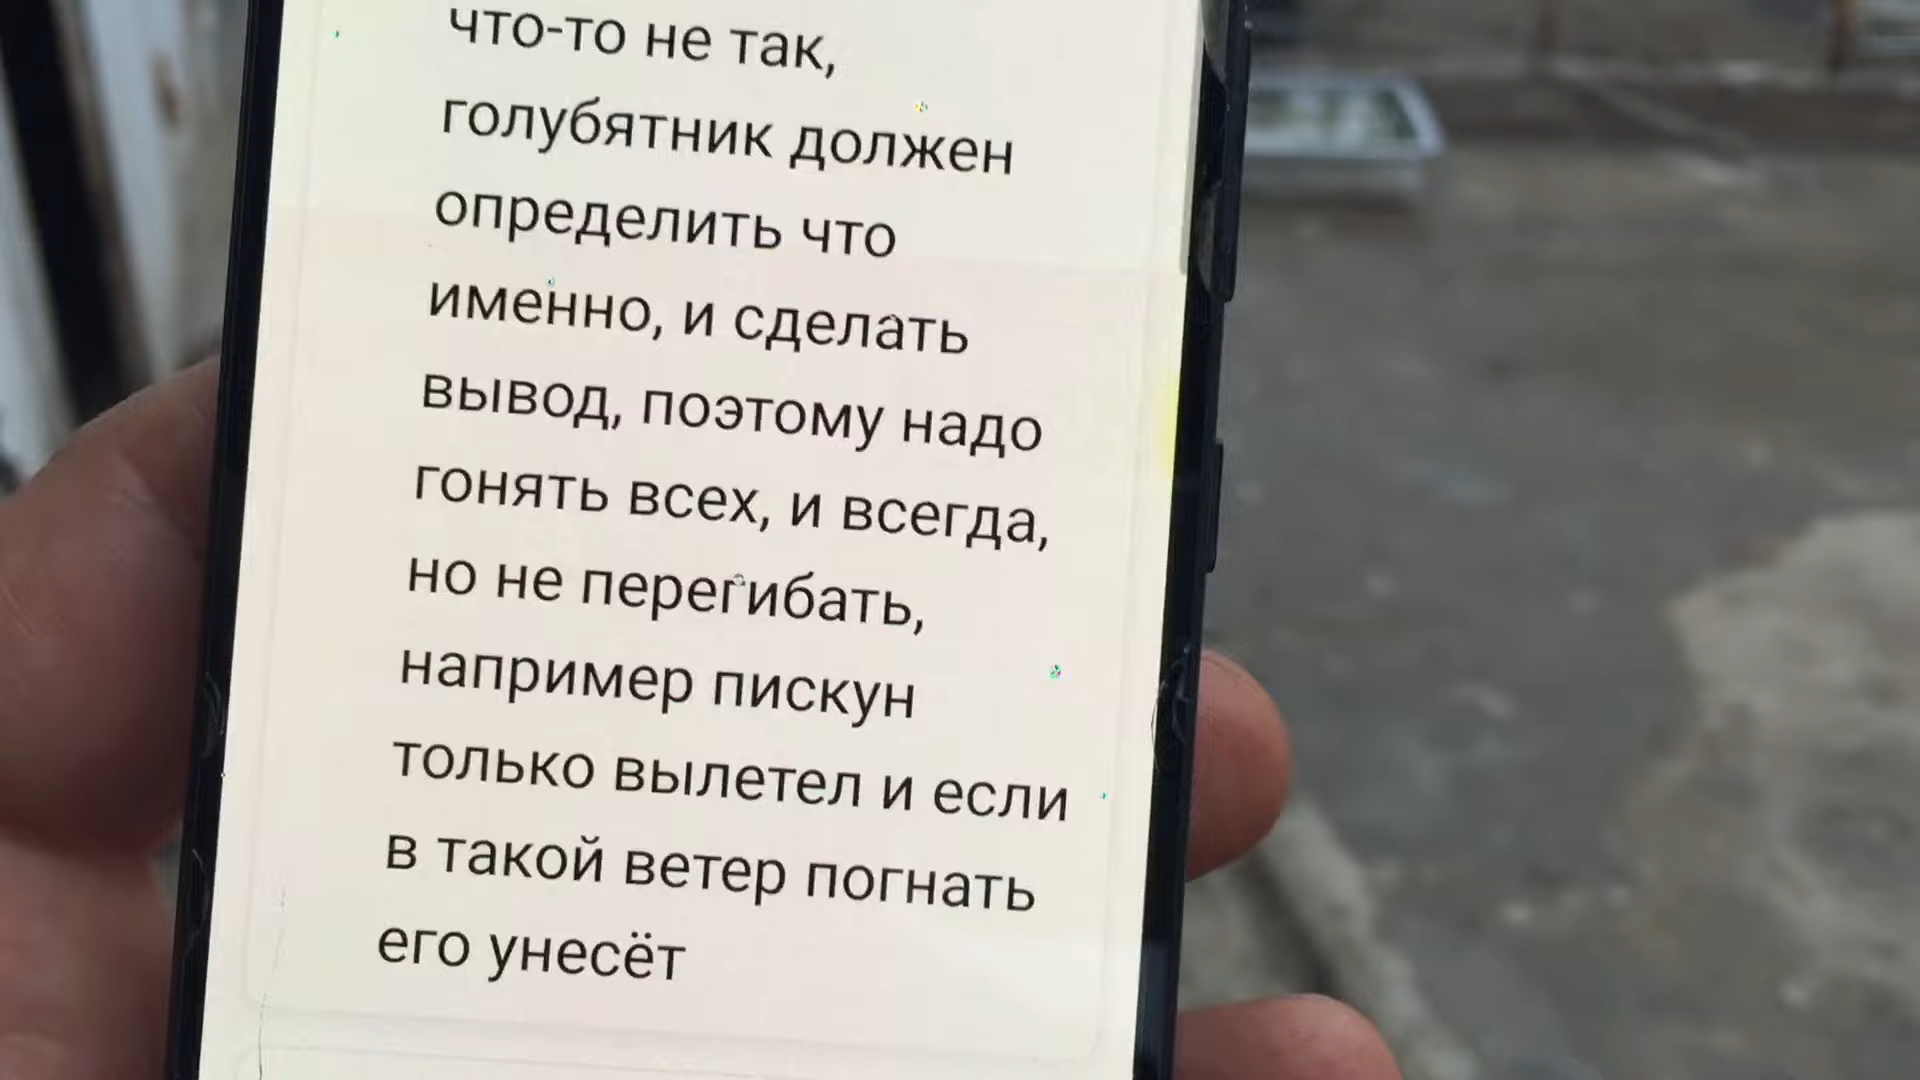 что-то не так,
голубятник должен
определить что
именно, и сделать
вывод, поэтому надо
гонять всех, и всегда,
но не перегибать,
например пискун
только вылетел и если
в такой ветер погнать
его унесёт